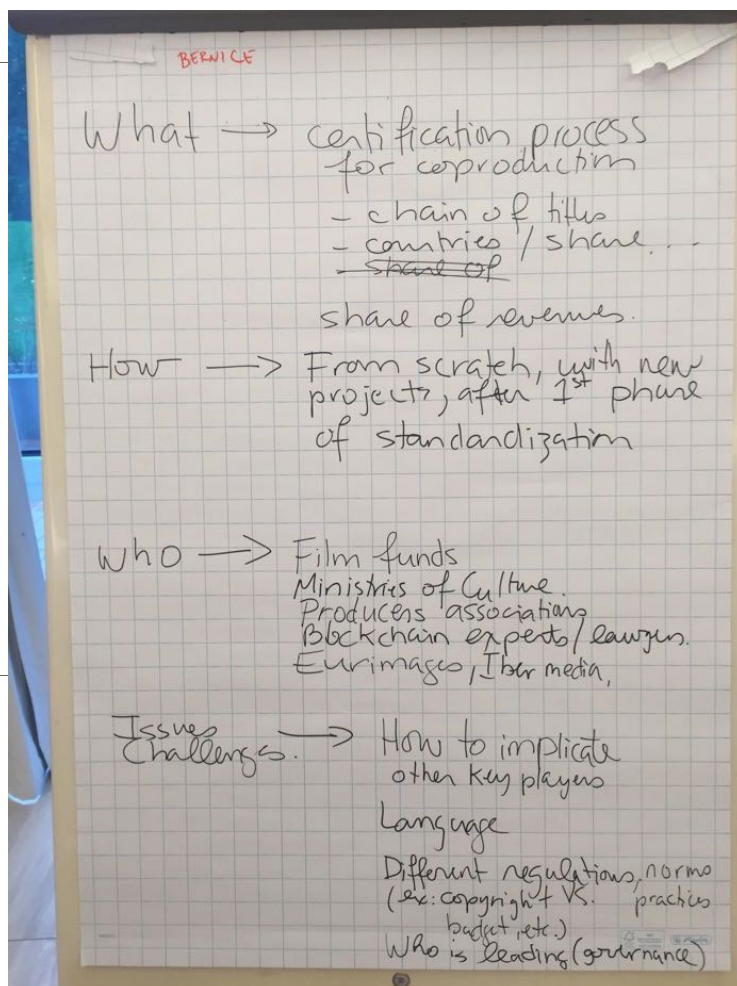 BERNICE
What → certification process
for coproduction
- chain of titles
- countries / share ...
- share of
share of revenues.
How → From scratch, with new
projects, after 1st phase
of standardization
Who → Film funds
Ministries of Culture.
Producers associations
Blockchain experts / lawyers.
Eurimages, Iber media,
Issues → How to implicate
Challenges. other key players
Language
Different regulations, norms
(ex: copyright vs. practices
budget, etc.)
Who is leading (governance)